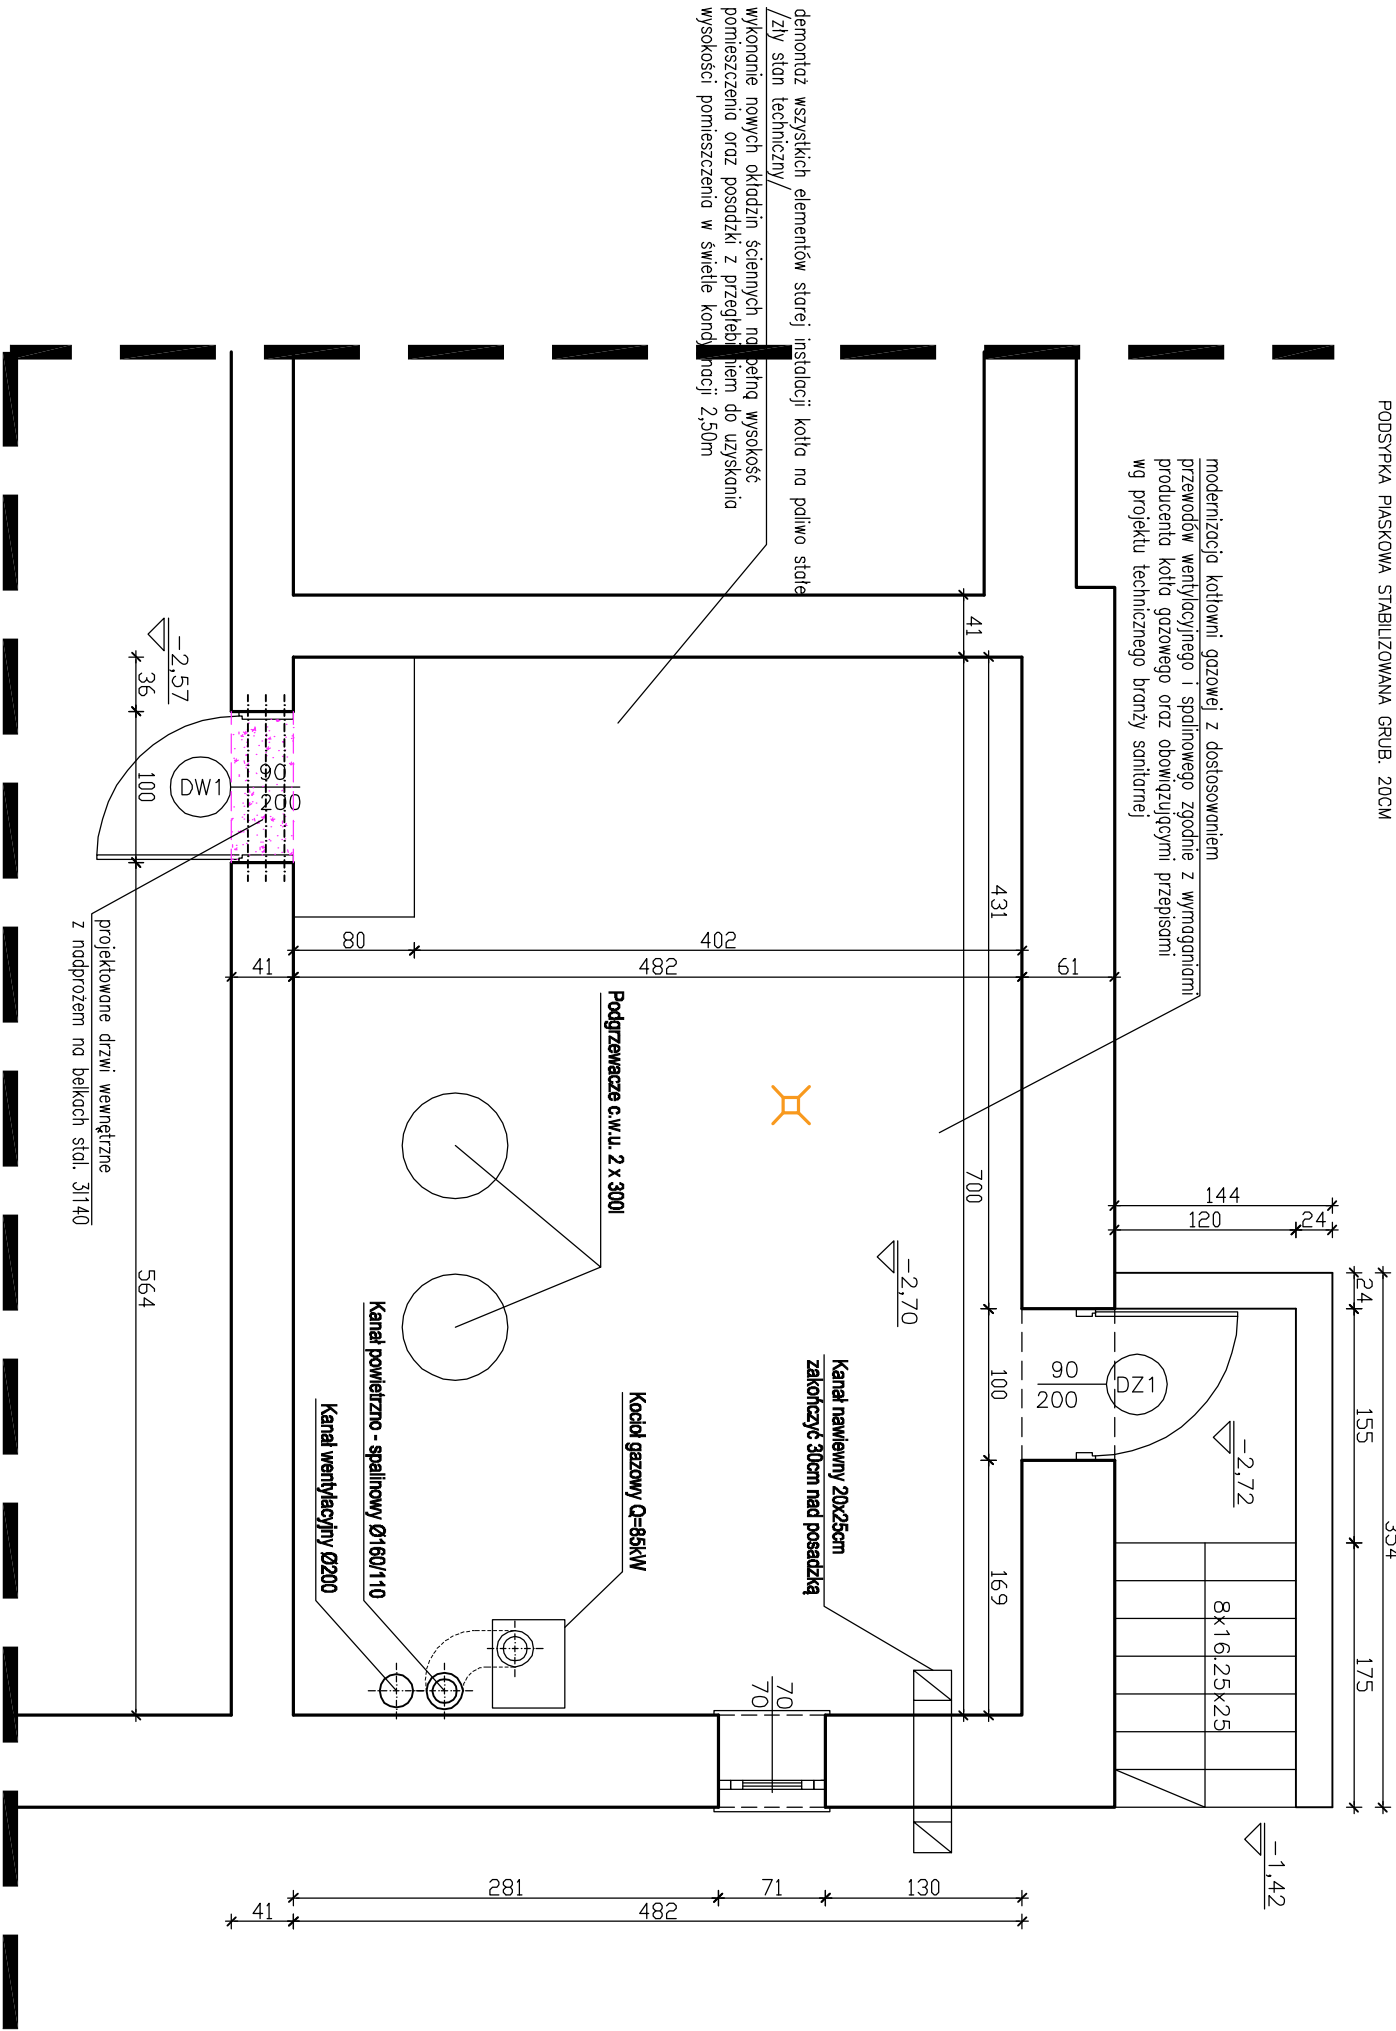 PODSYPKA PIASKOWA STABILIZOWANA GRUB. 20CM
modernizacja kotłowni gazowej z dostosowaniem
przewodów wentylacyjnego i spalinowego zgodnie z wymaganiami
producenta kotła gazowego oraz obowiązującymi przepisami
wg projektu technicznego branży sanitarnej
demontaż wszystkich elementów starej instalacji kotła na paliwo stałe
/zły stan techniczny/
wykonanie nowych okładzin ściennych na pełną wysokość
pomieszczenia oraz posadzki z przegłębieniem do uzyskania
wysokości pomieszczenia w świetle kondygnacji 2,50m
354
24
155
175
144
120
24
8x16.25x25
-1,42
-2,72
DZ1
90
200
61
431
100
169
41
700
-2,70
402
482
80
41
Kanał nawiewny 20x25cm
zakończyć 30cm nad posadzką
70
70
Podgrzewacze c.w.u. 2 x 300l
Kocioł gazowy Q=85kW
Kanał powietrzno - spalinowy Ø160/110
Kanał wentylacyjny Ø200
130
71
281
482
41
90
200
DW1
-2,57
36
100
564
projektowane drzwi wewnętrzne
z nadprożem na belkach stal. 3I140